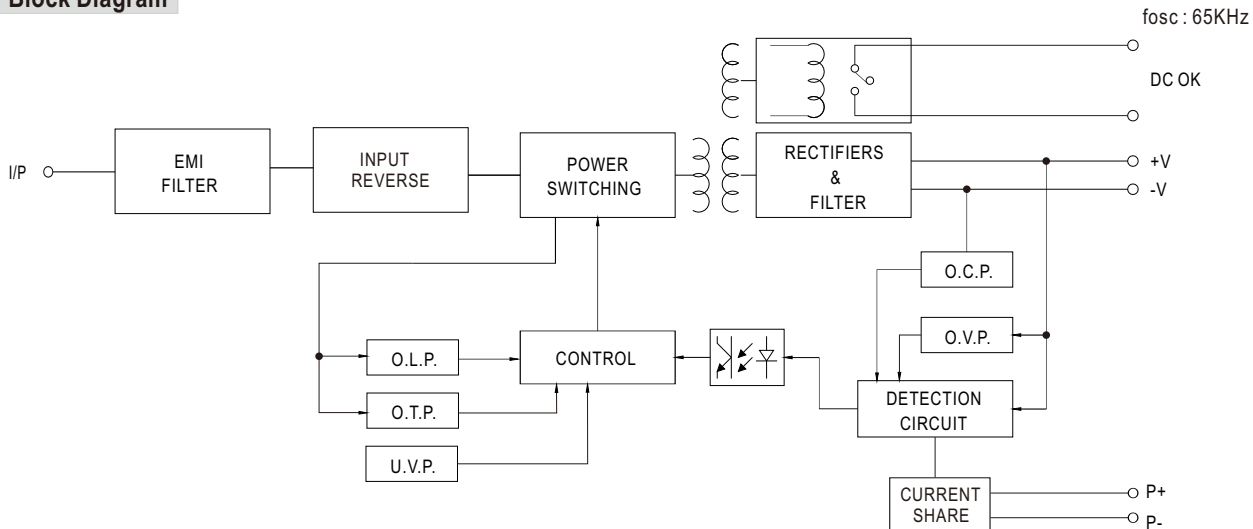 Block Diagram
fosc : 65KHz
DC OK
I/P
EMI
FILTER
INPUT
REVERSE
POWER
SWITCHING
RECTIFIERS
&
FILTER
+V
-V
O.C.P.
O.V.P.
O.L.P.
CONTROL
O.T.P.
DETECTION
CIRCUIT
U.V.P.
CURRENT
SHARE
P+
P-